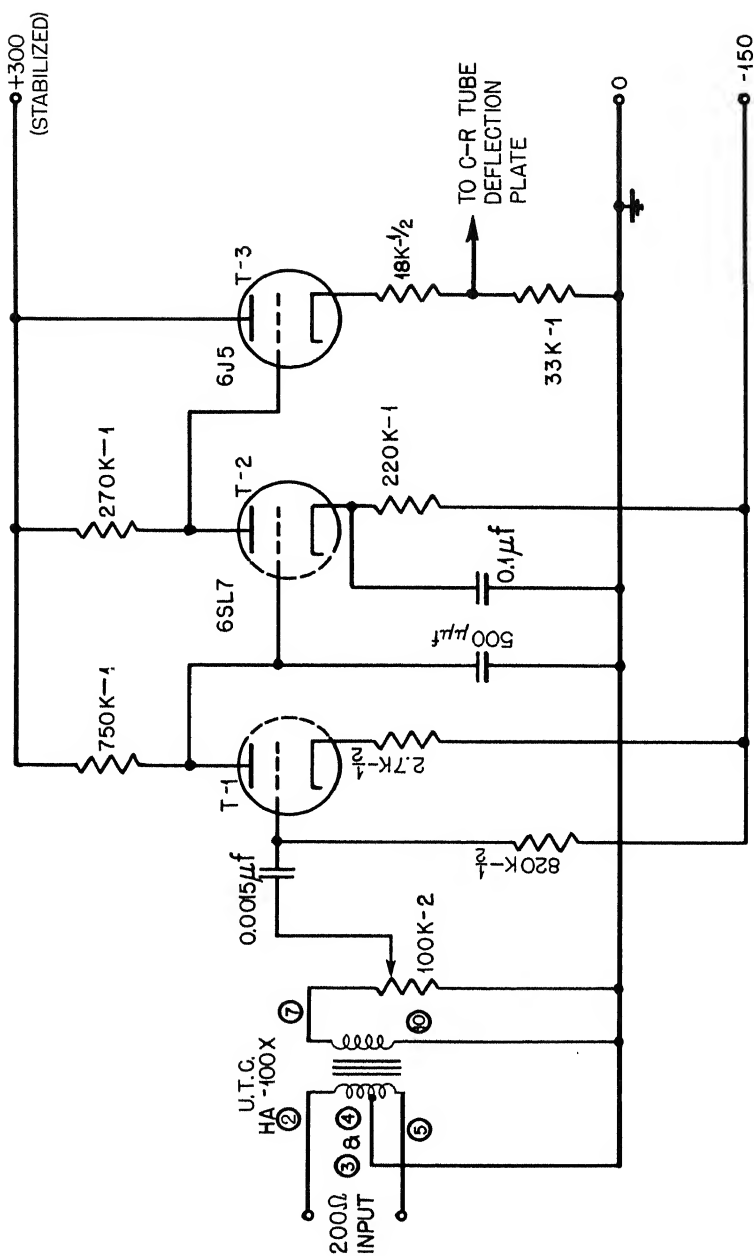 +300
(STABILIZED)
750K-1
270K-1
T-1
6SL7
T-2
6J5
T-3
0.0015μf
U.T.C.
HA-100X
②
③ & ④
⑤
⑦
⑩
200Ω
INPUT
100K-2
820K-½
2.7K-½
500μμf
0.1μf
220K-1
18K-½
TO C-R TUBE
DEFLECTION
PLATE
33K-1
0
-150